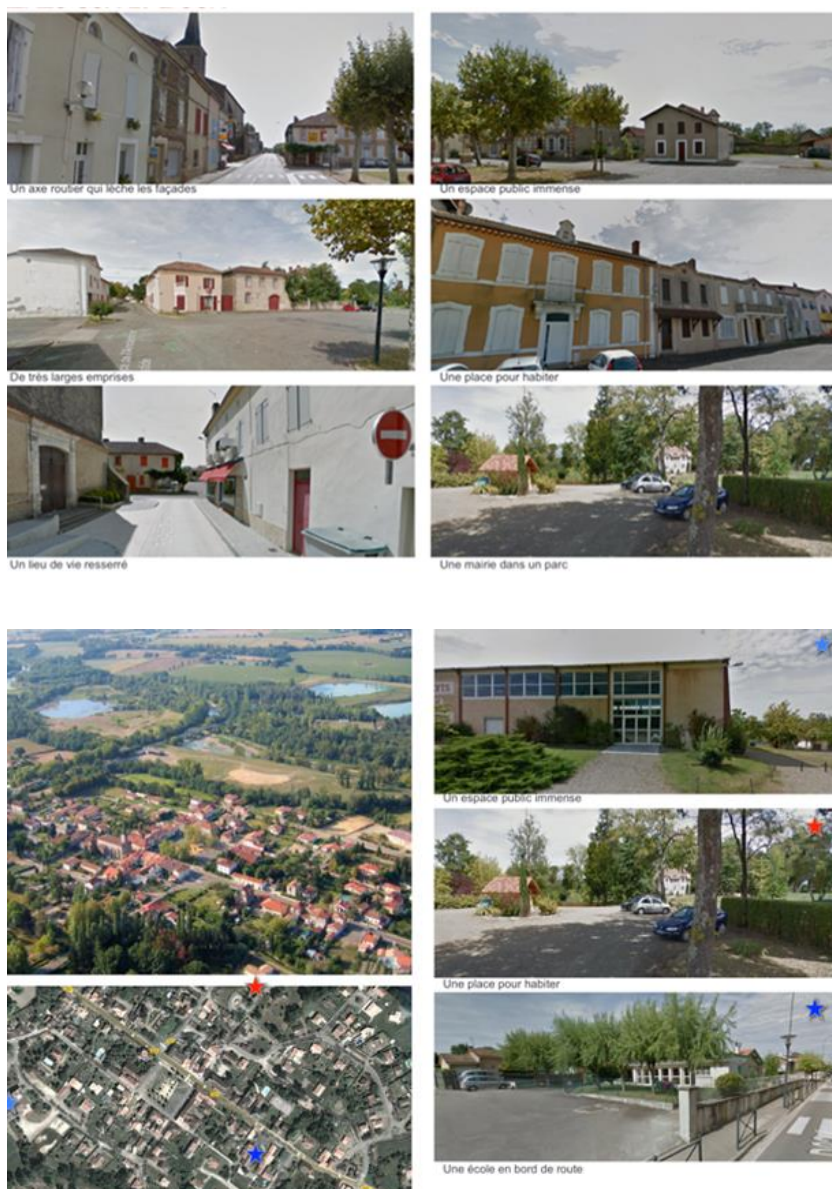 Un axe routier qui lèche les façades
Un espace public immense
De très larges emprises
Une place pour habiter
Un lieu de vie resserré
Une mairie dans un parc
Un espace public immense
Une place pour habiter
Une école en bord de route